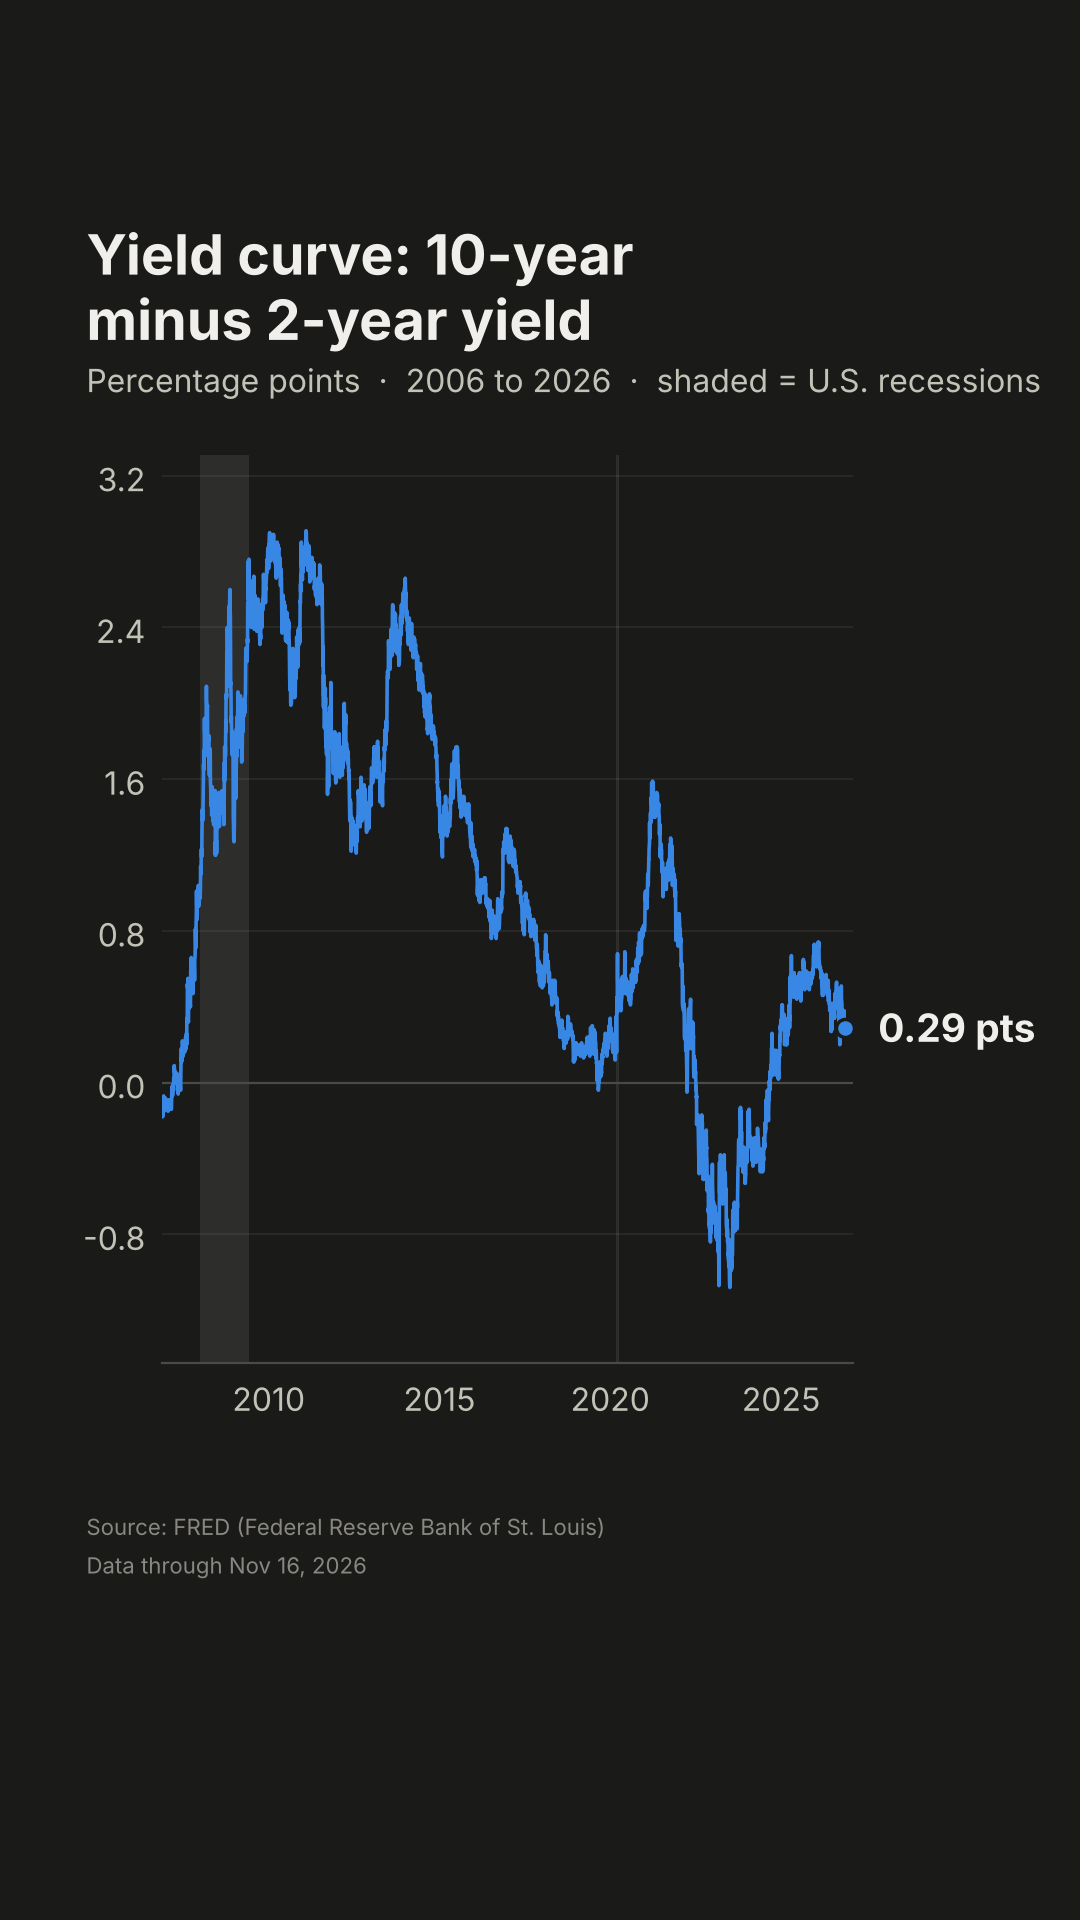 Yield curve: 10-year
minus 2-year yield
Percentage points · 2006 to 2026 · shaded = U.S. recessions
3.2
2.4
1.6
0.8
0.29 pts
0.0
-0.8
2010 2015 2020 2025
Source: FRED (Federal Reserve Bank of St. Louis)
Data through Nov 16, 2026